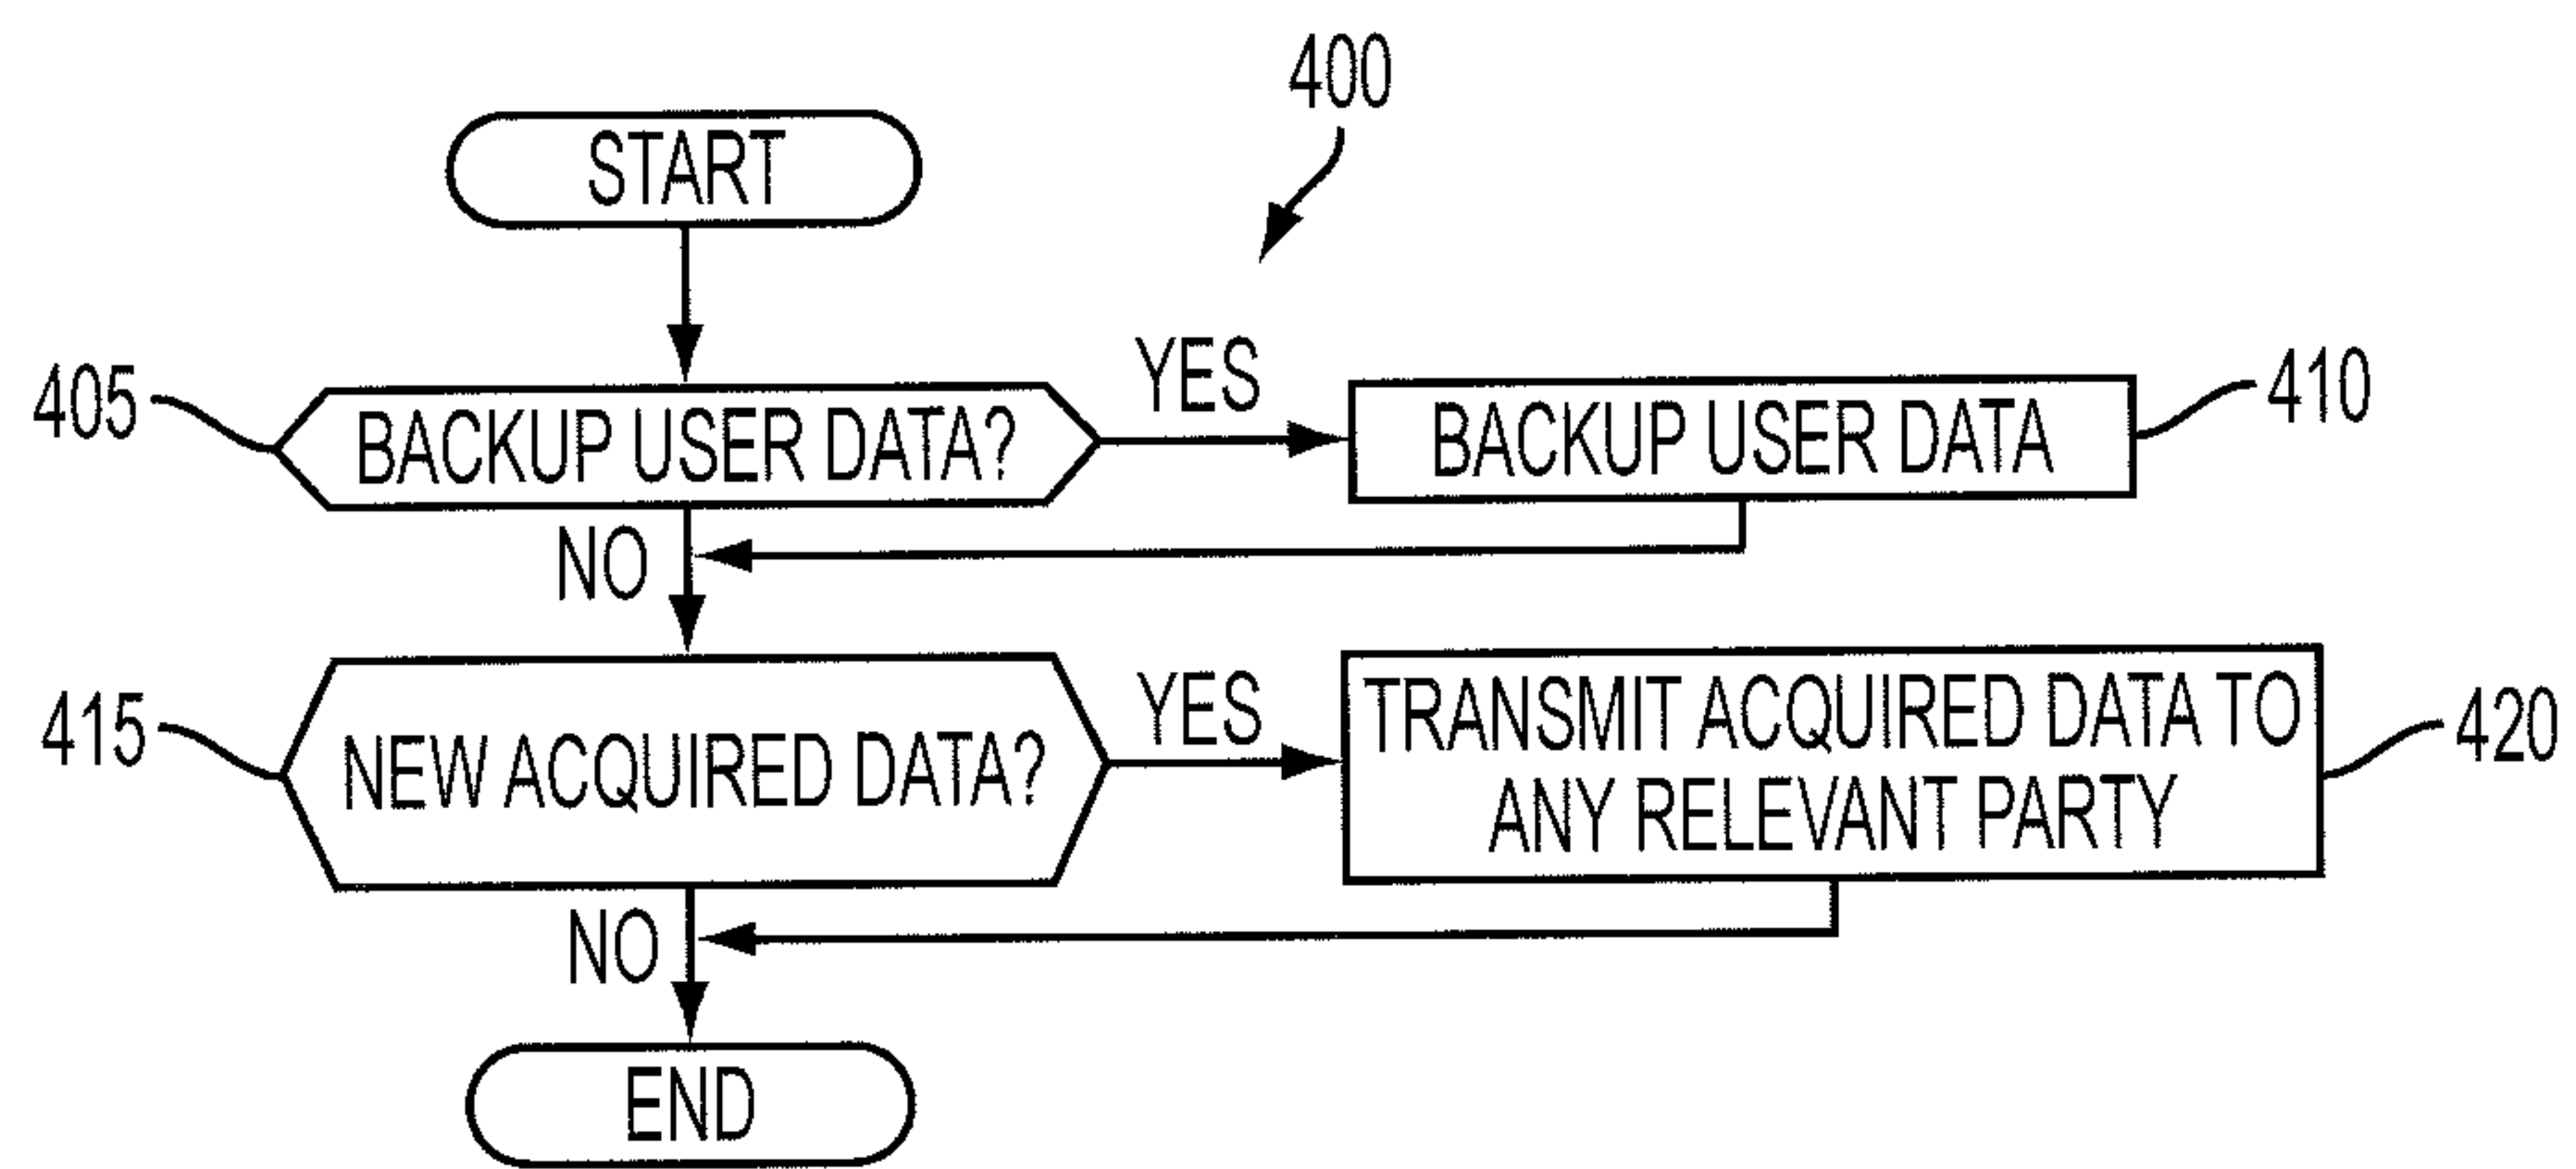 400
START
405
BACKUP USER DATA?
YES
BACKUP USER DATA
410
NO
415
NEW ACQUIRED DATA?
YES
TRANSMIT ACQUIRED DATA TO
ANY RELEVANT PARTY
420
NO
END